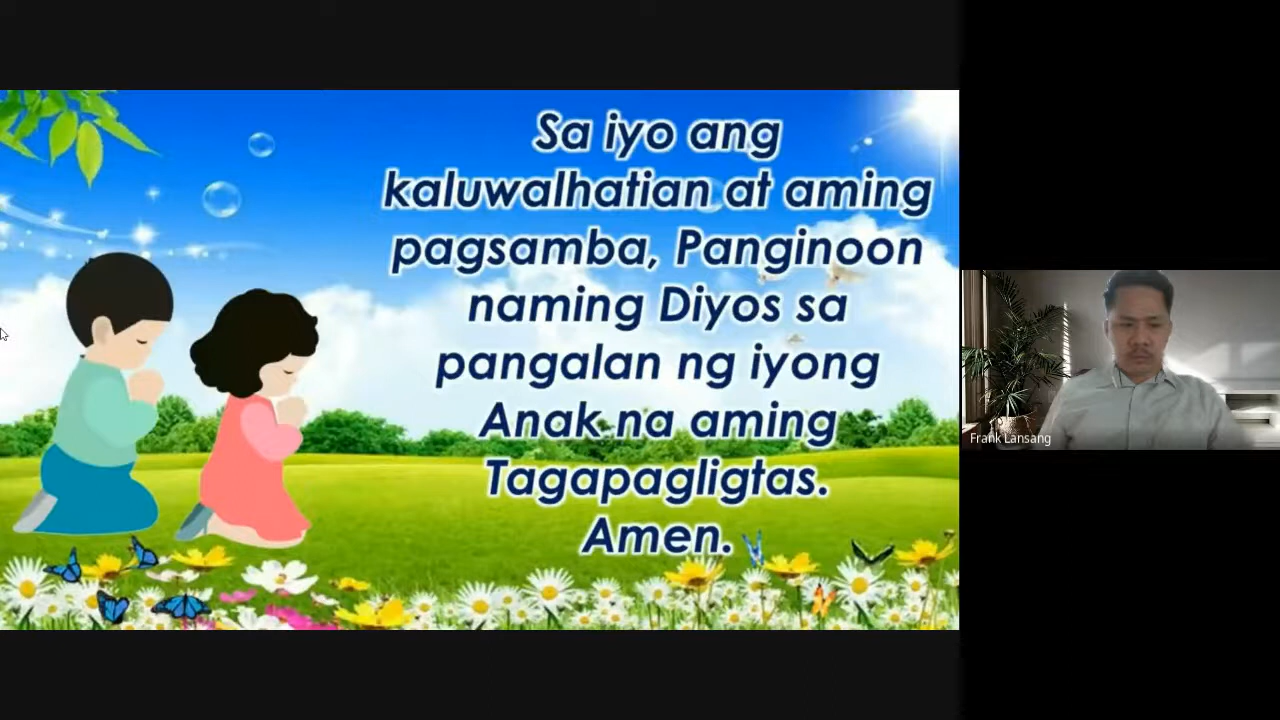 Sa iyo ang
kaluwalhatian at aming
pagsamba, Panginoon
naming Diyos sa
pangalan ng iyong
Anak na aming
Tagapagligtas.
Amen.
Frank Lansang